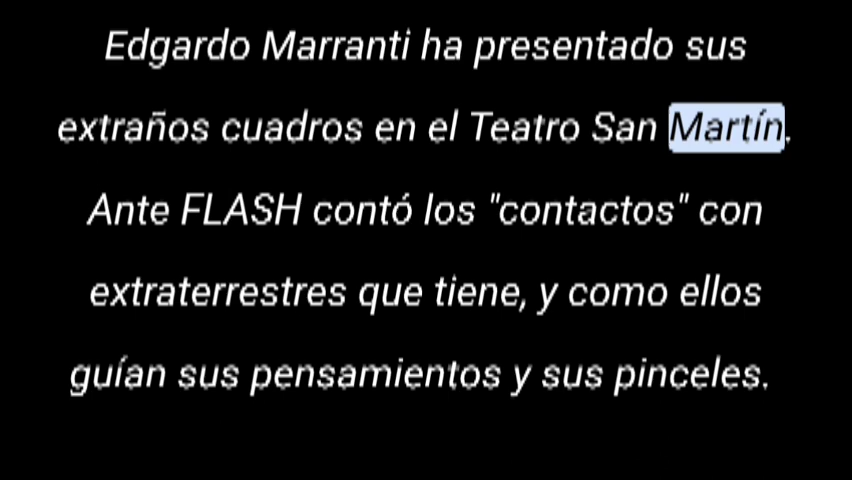 Edgardo Marranti ha presentado sus
extraños cuadros en el Teatro San Martín.
Ante FLASH contó los "contactos" con
extraterrestres que tiene, y como ellos
guían sus pensamientos y sus pinceles.